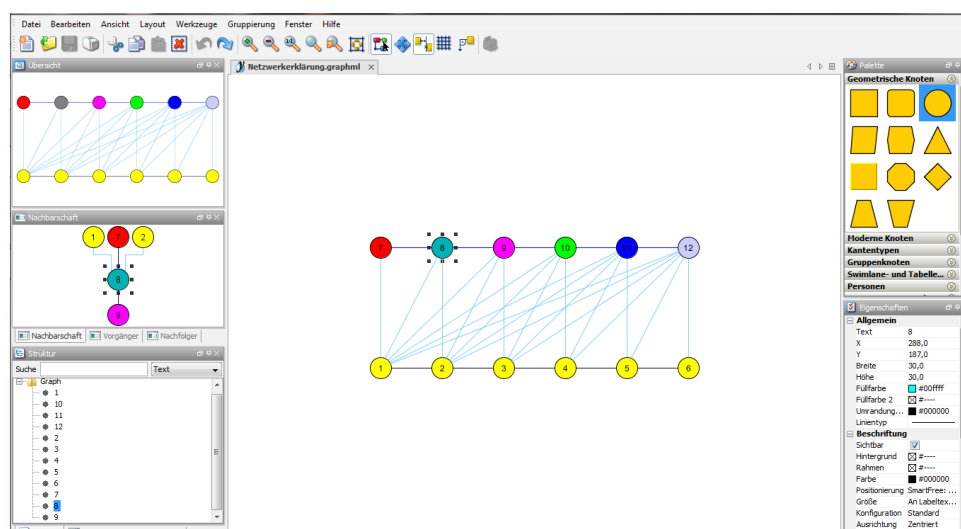 Datei Bearbeiten Ansicht Layout Werkzeuge Gruppierung Fenster Hilfe
Übersicht
Nachbarschaft
1 7 2
8
9
Nachbarschaft Vorgänger Nachfolger
Struktur
Suche Text
Graph
1
10
11
12
2
3
4
5
6
7
8
9
Netzwerkerklärung.graphml
7 8 9 10 11 12
1 2 3 4 5 6
Palette
Geometrische Knoten
Moderne Knoten
Kantentypen
Gruppenknoten
Swimlane- und Tabelle...
Personen
Eigenschaften
Allgemein
Text 8
X 288,0
Y 187,0
Breite 30,0
Höhe 30,0
Füllfarbe #00ffff
Füllfarbe 2 #----
Umrandung... #000000
Linientyp
Beschriftung
Sichtbar
Hintergrund #----
Rahmen #----
Farbe #000000
Positionierung SmartFree: ...
Größe An Labeltex...
Konfiguration Standard
Ausrichtung Zentriert